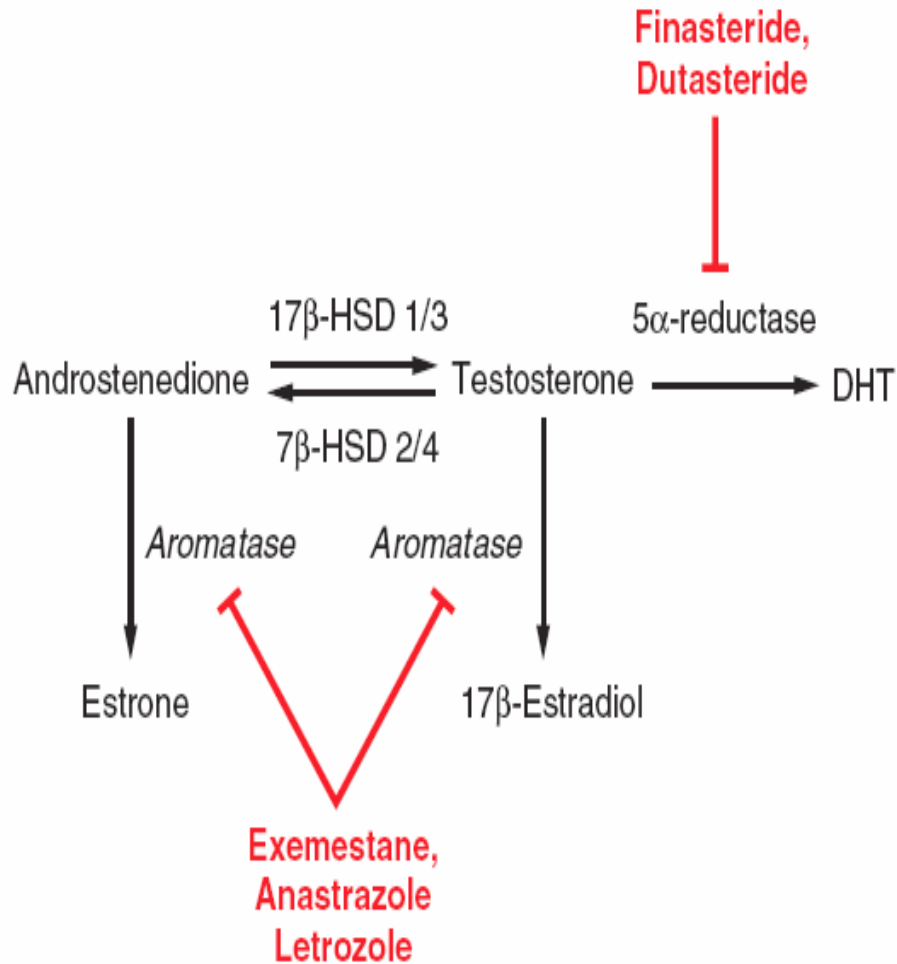 Finasteride,
Dutasteride
17β-HSD 1/3
5α-reductase
Androstenedione
Testosterone
DHT
7β-HSD 2/4
Aromatase
Aromatase
Estrone
17β-Estradiol
Exemestane,
Anastrazole
Letrozole